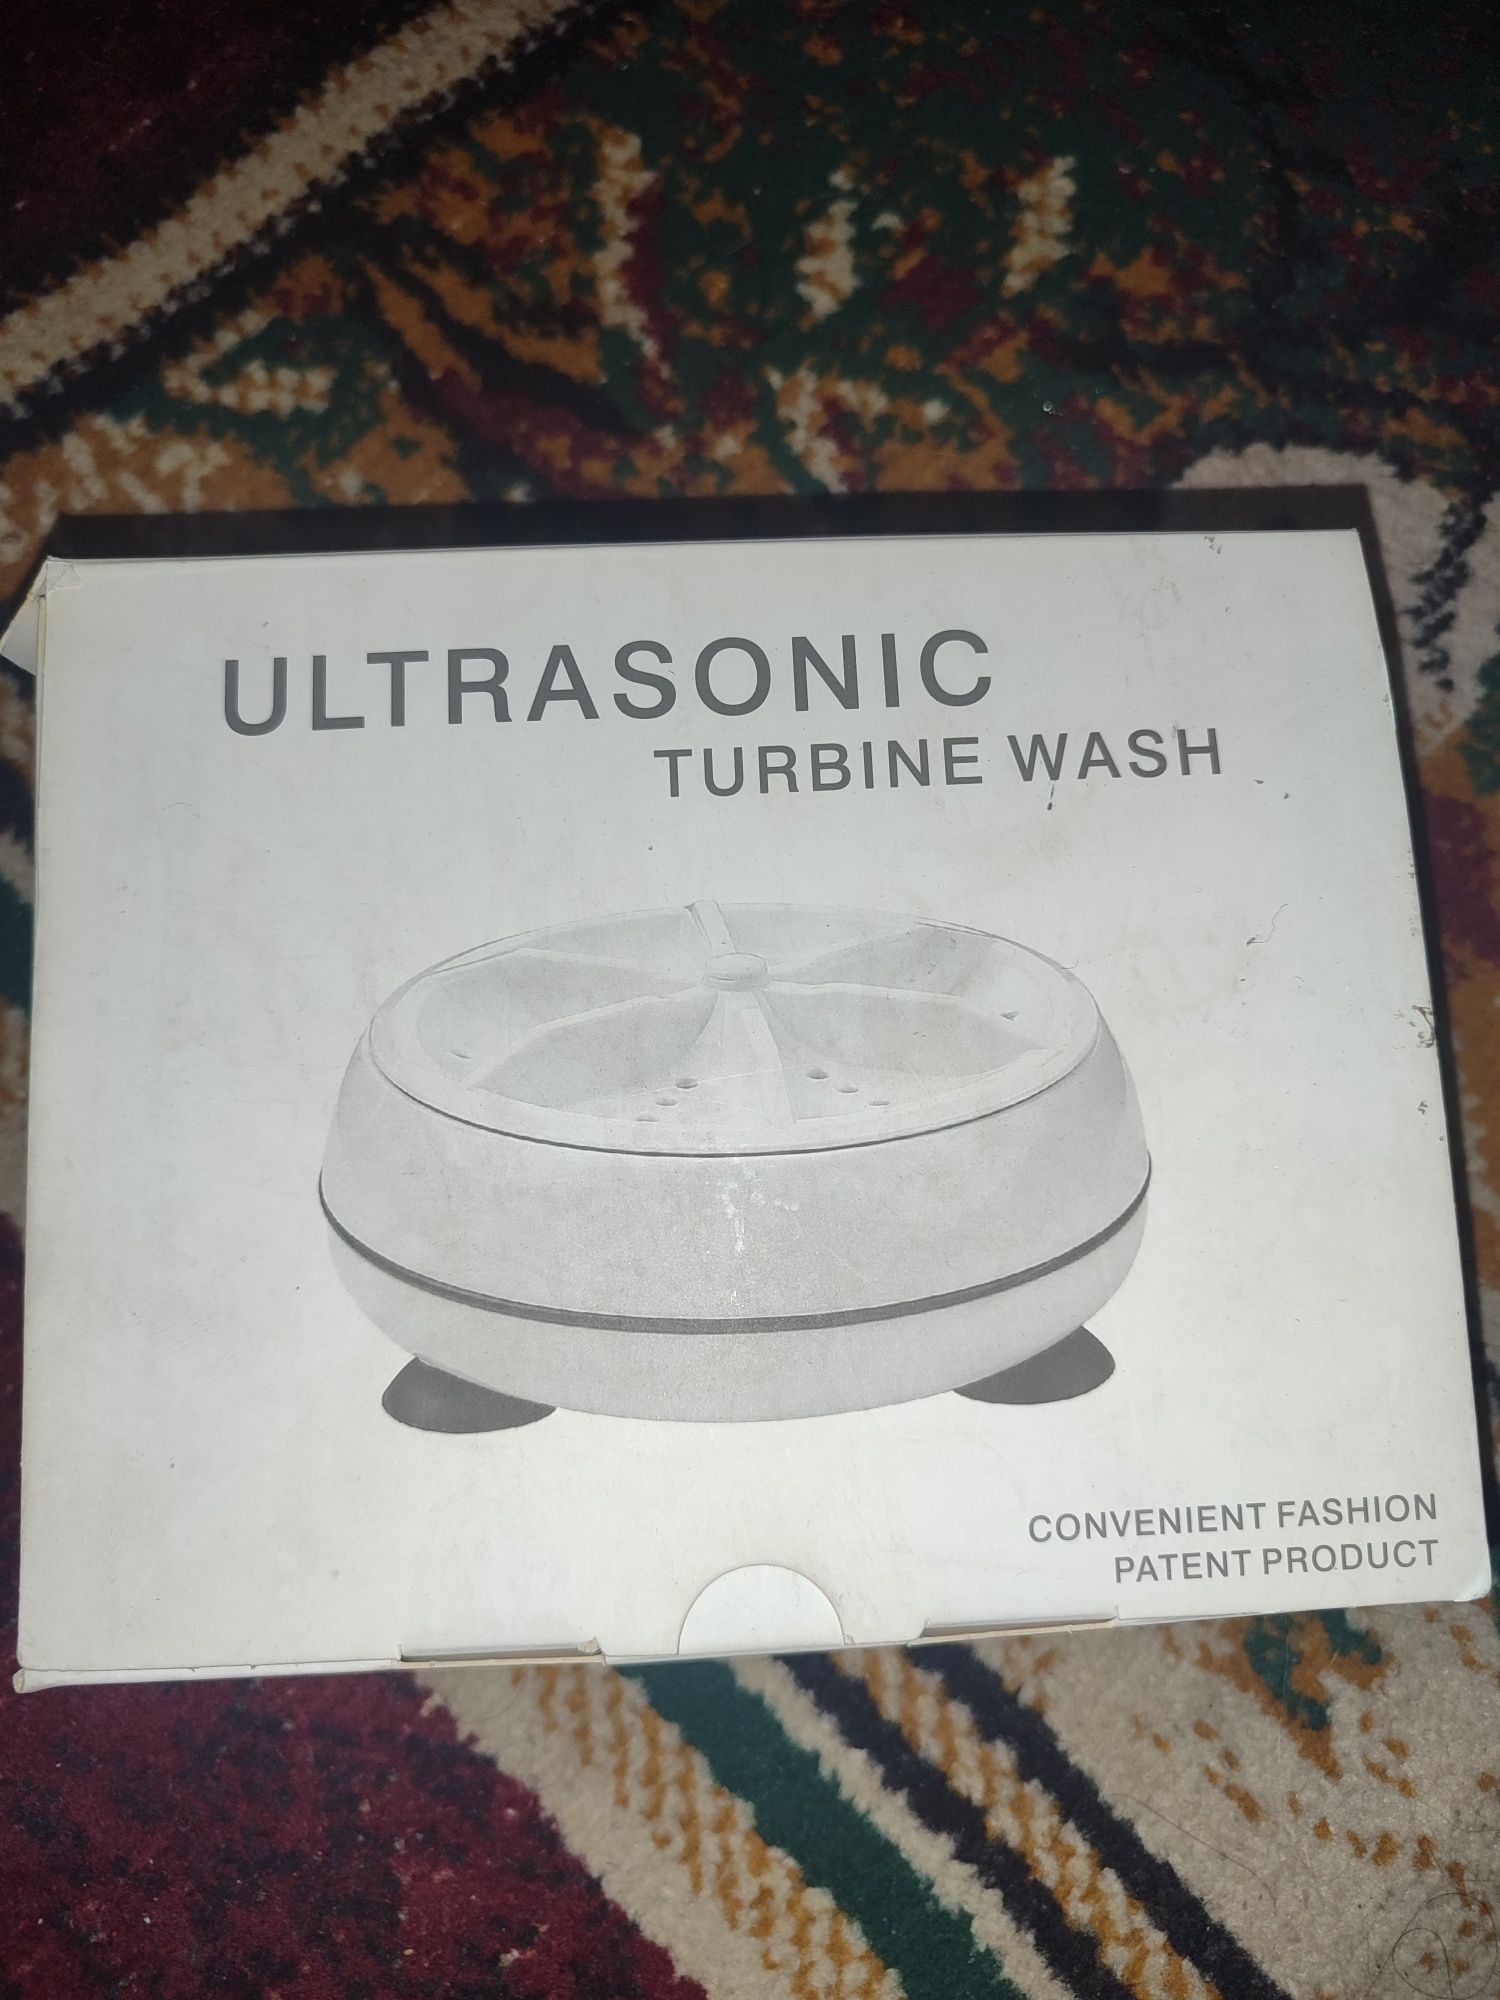 ULTRASONIC
TURBINE WASH
CONVENIENT FASHION
PATENT PRODUCT